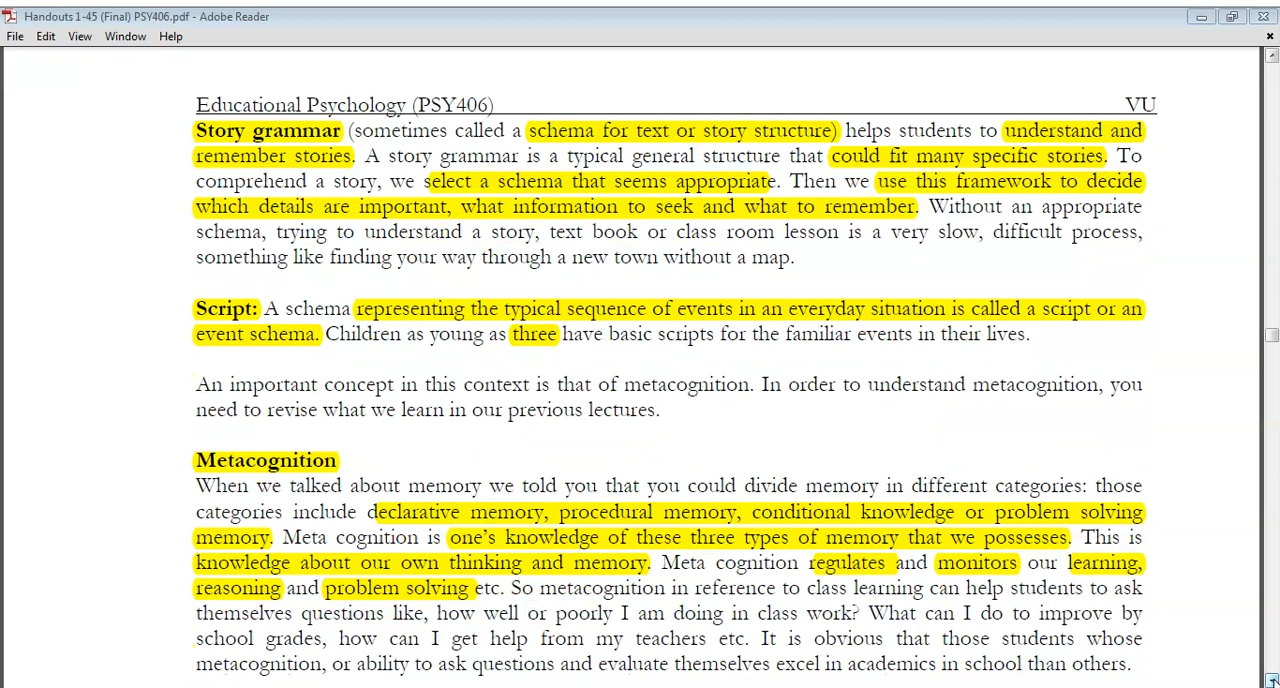 Handouts 1-45 (Final) PSY406.pdf - Adobe Reader
File Edit View Window Help
Educational Psychology (PSY406) VU
Story grammar (sometimes called a schema for text or story structure) helps students to understand and
remember stories. A story grammar is a typical general structure that could fit many specific stories. To
comprehend a story, we select a schema that seems appropriate. Then we use this framework to decide
which details are important, what information to seek and what to remember. Without an appropriate
schema, trying to understand a story, text book or class room lesson is a very slow, difficult process,
something like finding your way through a new town without a map.
Script: A schema representing the typical sequence of events in an everyday situation is called a script or an
event schema. Children as young as three have basic scripts for the familiar events in their lives.
An important concept in this context is that of metacognition. In order to understand metacognition, you
need to revise what we learn in our previous lectures.
Metacognition
When we talked about memory we told you that you could divide memory in different categories: those
categories include declarative memory, procedural memory, conditional knowledge or problem solving
memory. Meta cognition is one's knowledge of these three types of memory that we possesses. This is
knowledge about our own thinking and memory. Meta cognition regulates and monitors our learning,
reasoning and problem solving etc. So metacognition in reference to class learning can help students to ask
themselves questions like, how well or poorly I am doing in class work? What can I do to improve by
school grades, how can I get help from my teachers etc. It is obvious that those students whose
metacognition, or ability to ask questions and evaluate themselves excel in academics in school than others.